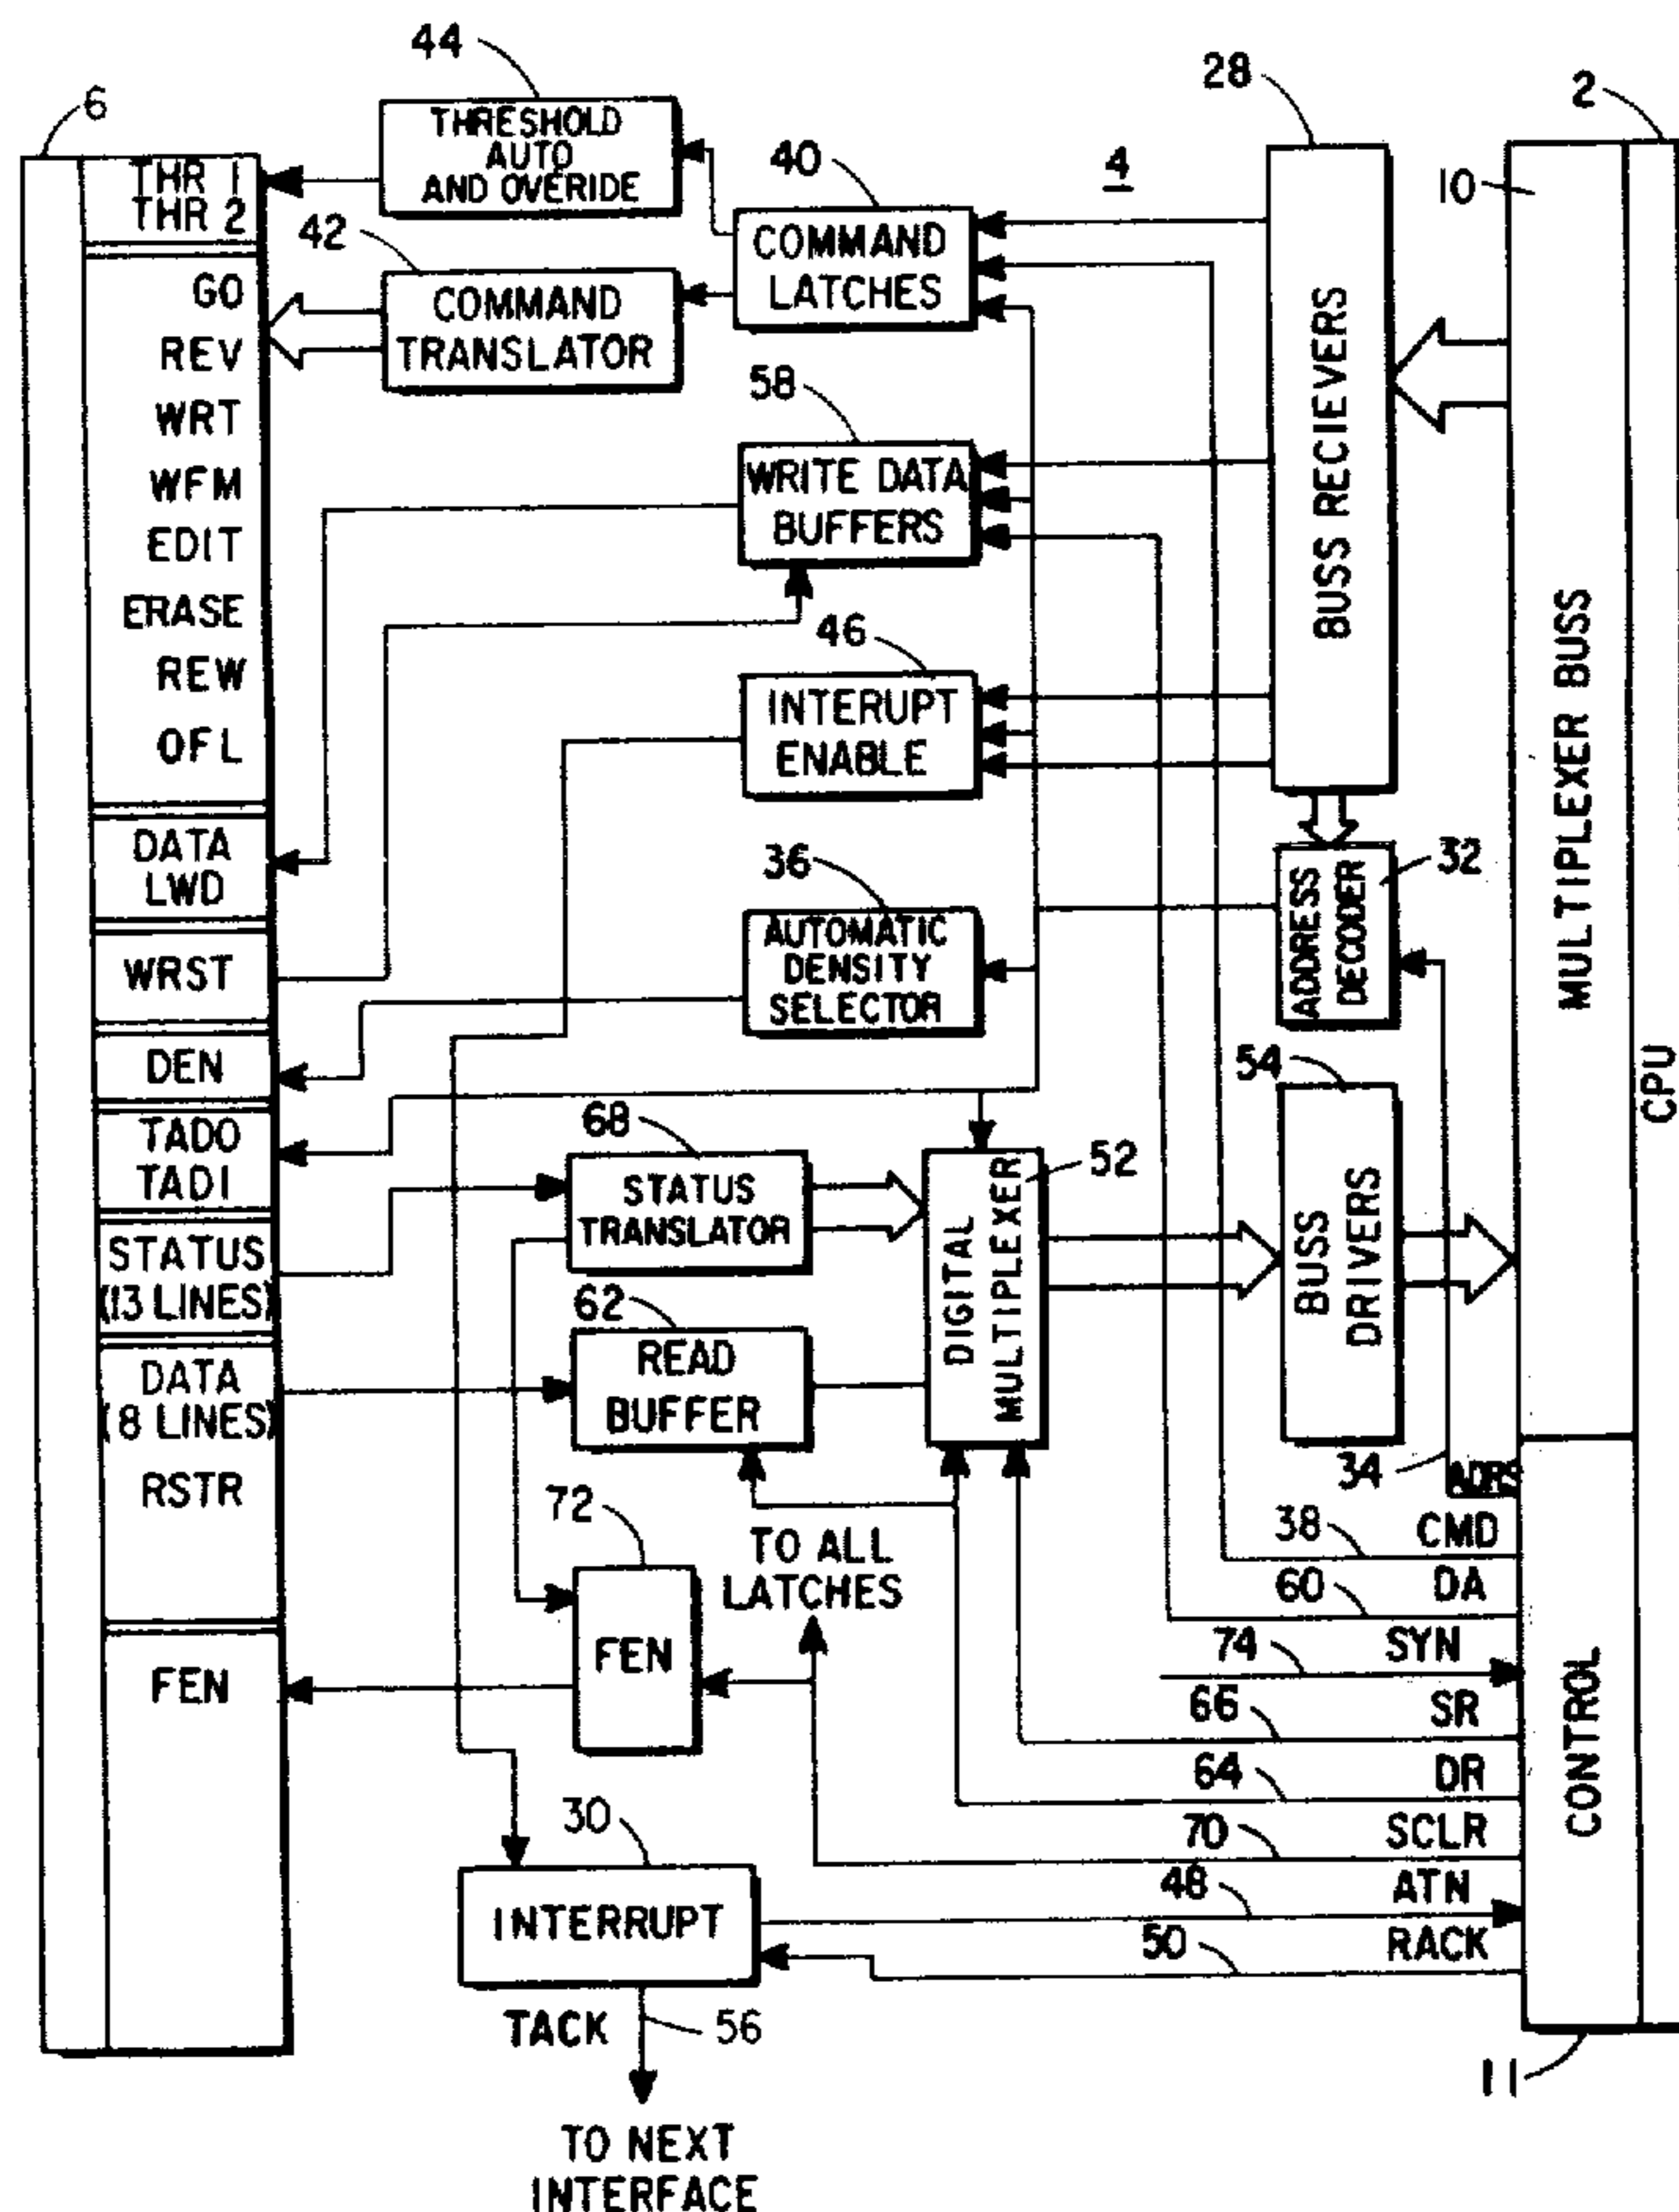 44
6
28
2
THRESHOLD
AUTO
AND OVERIDE
THR 1
THR 2
40
4
10
42
COMMAND
LATCHES
GO
COMMAND
TRANSLATOR
REV
58
WRT
WRITE DATA
BUFFERS
WFM
EDIT
ERASE
46
REW
INTERUPT
ENABLE
OFL
BUSS RECIEVERS
MULTIPLEXER BUSS
CPU
DATA
LWD
36
32
ADDRESS
DECODER
AUTOMATIC
DENSITY
SELECTOR
WRST
DEN
54
TADO
TADI
68
52
STATUS
TRANSLATOR
DIGITAL
MULTIPLEXER
BUSS
DRIVERS
STATUS
(13 LINES)
62
READ
BUFFER
DATA
(8 LINES)
RSTR
34
ADRS
72
TO ALL
LATCHES
38
CMD
60
DA
FEN
FEN
74
SYN
66
SR
64
DR
CONTROL
30
70
SCLR
48
ATN
INTERRUPT
50
RACK
TACK
56
11
TO NEXT
INTERFACE